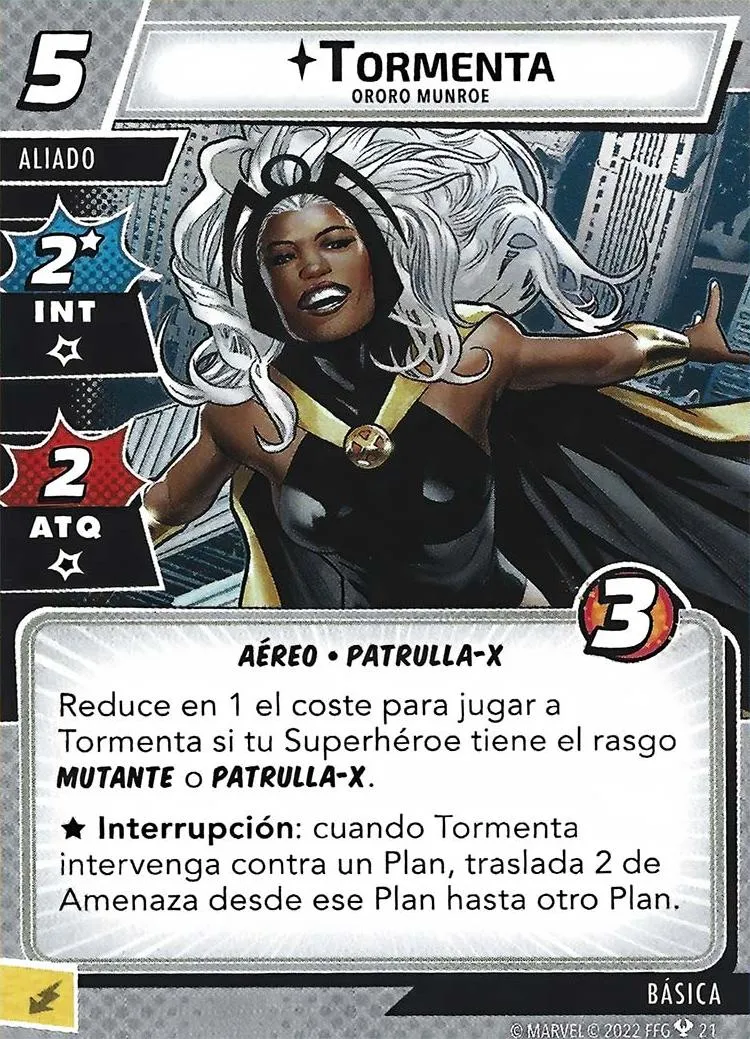 5
TORMENTA
ORORO MUNROE
ALIADO
2
INT
2
ATQ
3
AÉREO • PATRULLA-X
Reduce en 1 el coste para jugar a
Tormenta si tu Superhéroe tiene el rasgo
MUTANTE o PATRULLA-X.
★ Interrupción: cuando Tormenta
intervenga contra un Plan, traslada 2 de
Amenaza desde ese Plan hasta otro Plan.
BÁSICA
© MARVEL © 2022 FFG 21